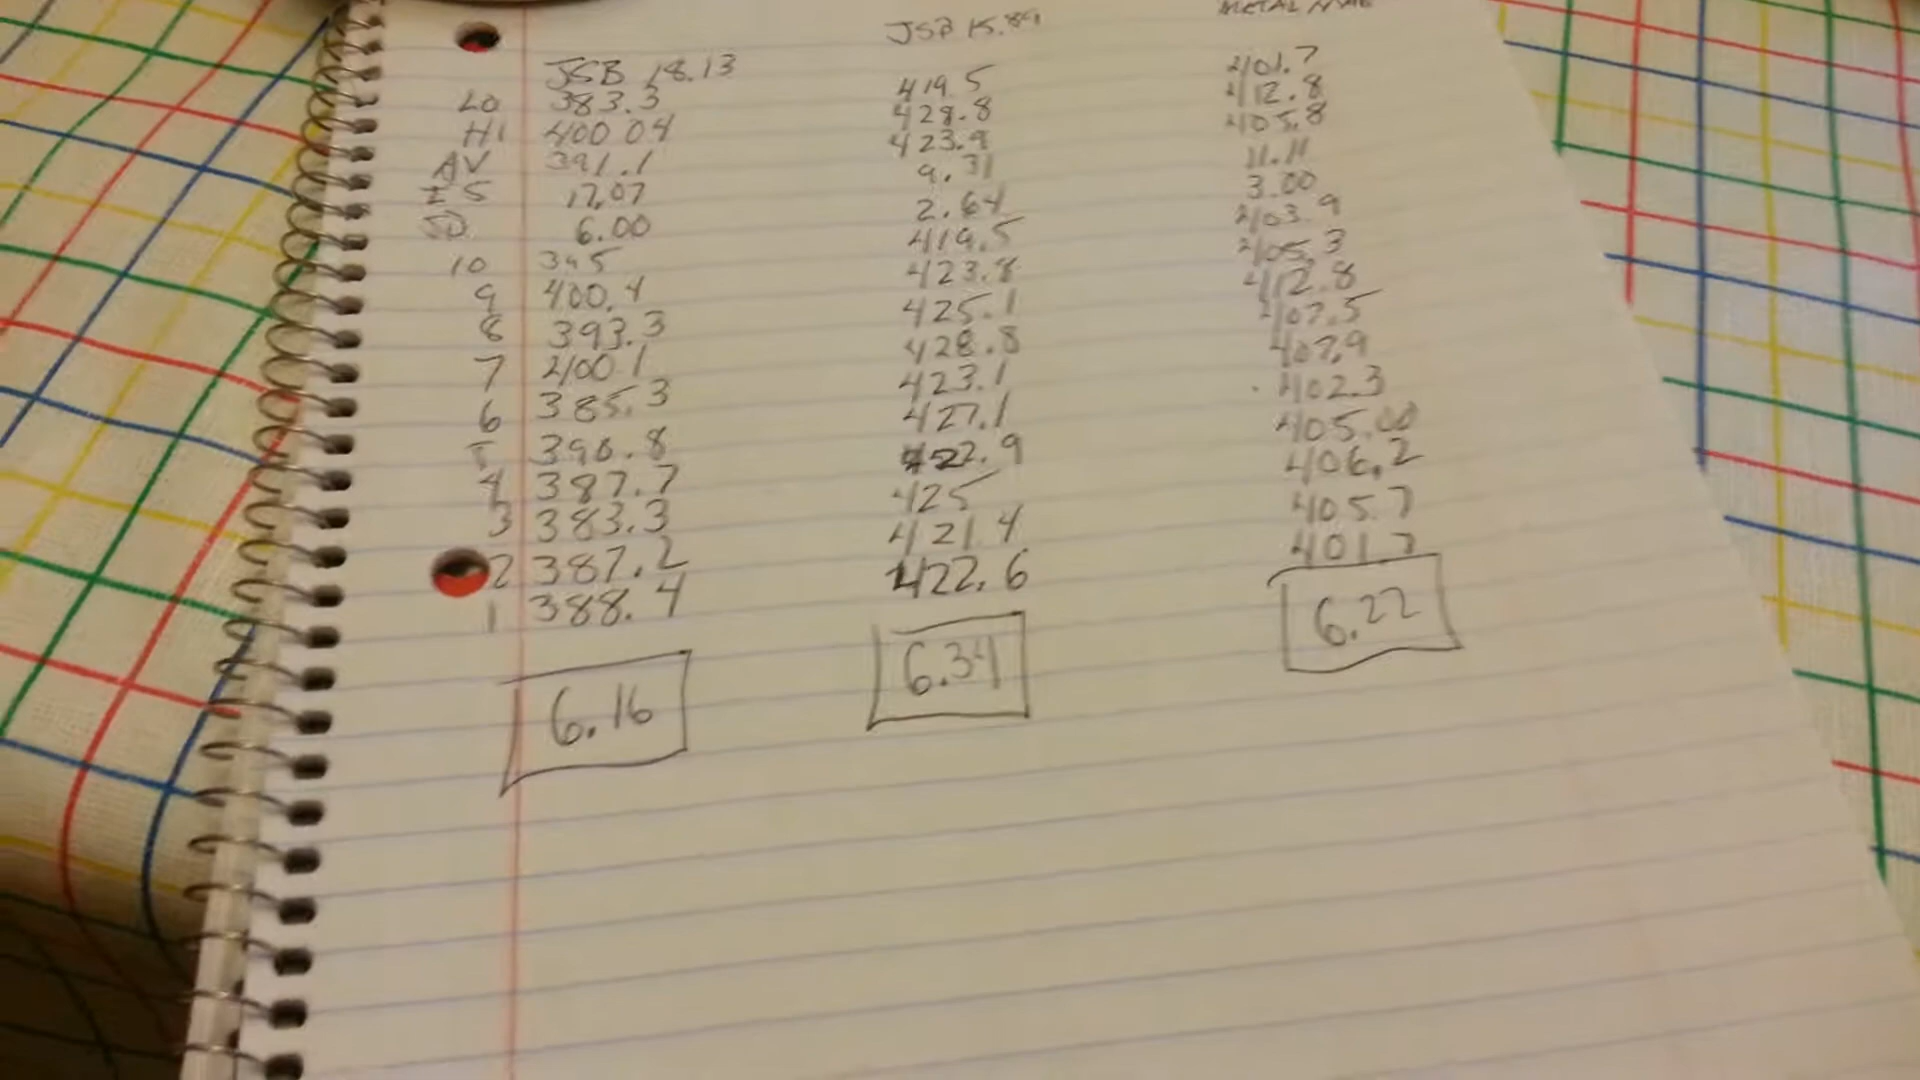 JSB 18.13 JSB 15.89 METAL MAG
LO 383.3 419.5 401.7
HI 400 04 428.8 412.8
AV 391.1 423.9 405.8
ES 17.07 9.31 11.11
SD 6.00 2.64 3.00
10 395 419.5 403.9
9 400.4 423.8 405.3
8 393.3 425.1 412.8
7 400 1 428.8 407.5
6 385.3 423.1 407.9
5 390.8 427.1 402.3
4 387.7 422.9 405.00
3 383.3 425 406.2
2 387.2 421 4 405.7
1 388.4 422.6 401 7
6.16 6.34 6.22